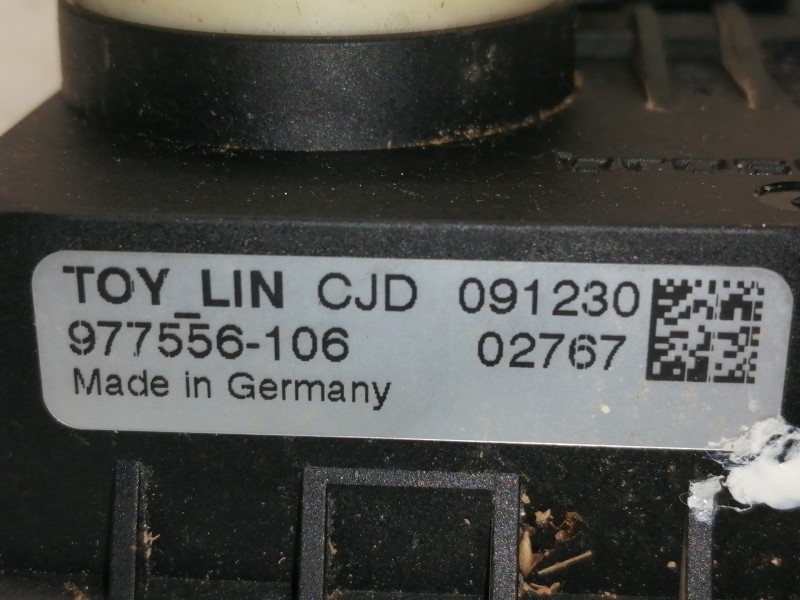 TOY_LIN CJD 091230
977556-106 02767
Made in Germany